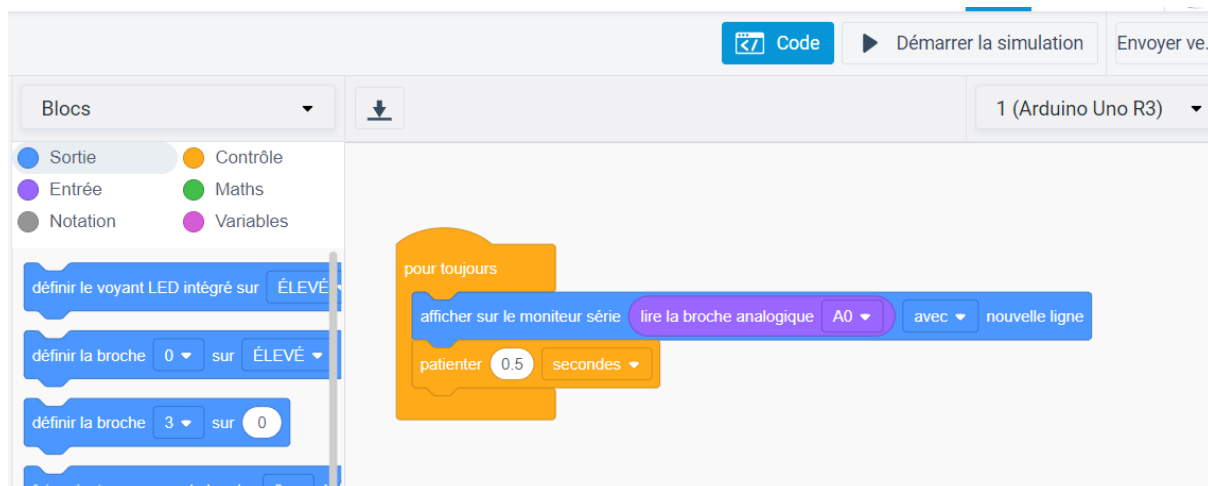 Code
Démarrer la simulation
Envoyer ve.
Blocs
1 (Arduino Uno R3)
Sortie
Contrôle
Entrée
Maths
Notation
Variables
définir le voyant LED intégré sur ÉLEVÉ
définir la broche 0 sur ÉLEVÉ
définir la broche 3 sur 0
pour toujours
afficher sur le moniteur série lire la broche analogique A0 avec nouvelle ligne
patienter 0.5 secondes